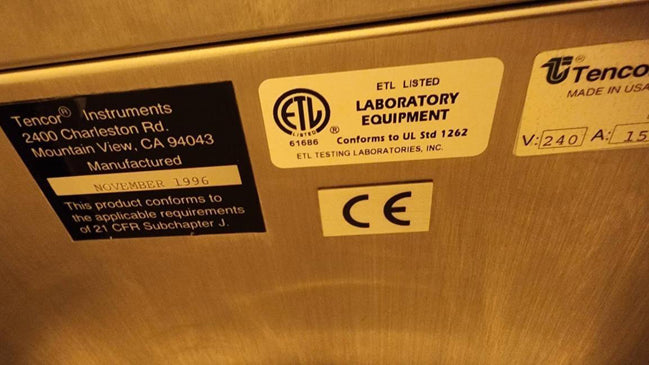 Tencor® Instruments
2400 Charleston Rd.
Mountain View, CA 94043
Manufactured
NOVEMBER 1996
This product conforms to
the applicable requirements
of 21 CFR Subchapter J.
ETL LISTED
LABORATORY
EQUIPMENT
Conforms to UL Std 1262
ETL TESTING LABORATORIES, INC.
ETL
LISTED
®
61686
CE
Tencor
MADE IN USA
V: 240 A: 15